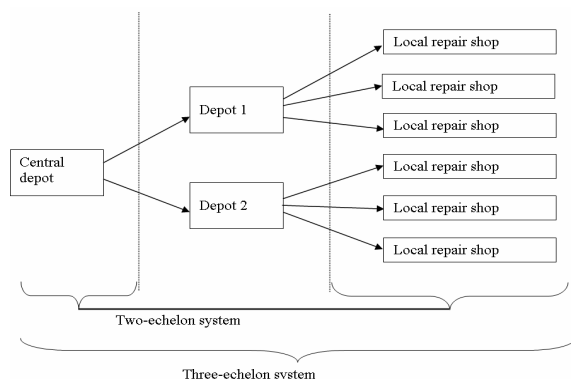 Central
depot
Depot 1
Depot 2
Local repair shop
Local repair shop
Local repair shop
Local repair shop
Local repair shop
Local repair shop
Two-echelon system
Three-echelon system